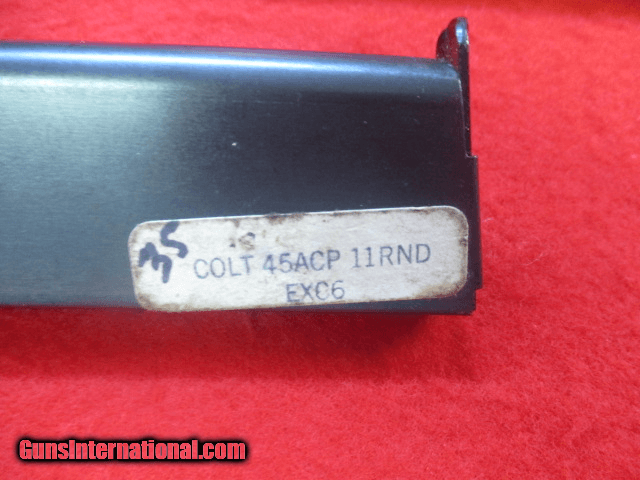 35
COLT 45ACP 11RND
EXC6
GunsInternational.com